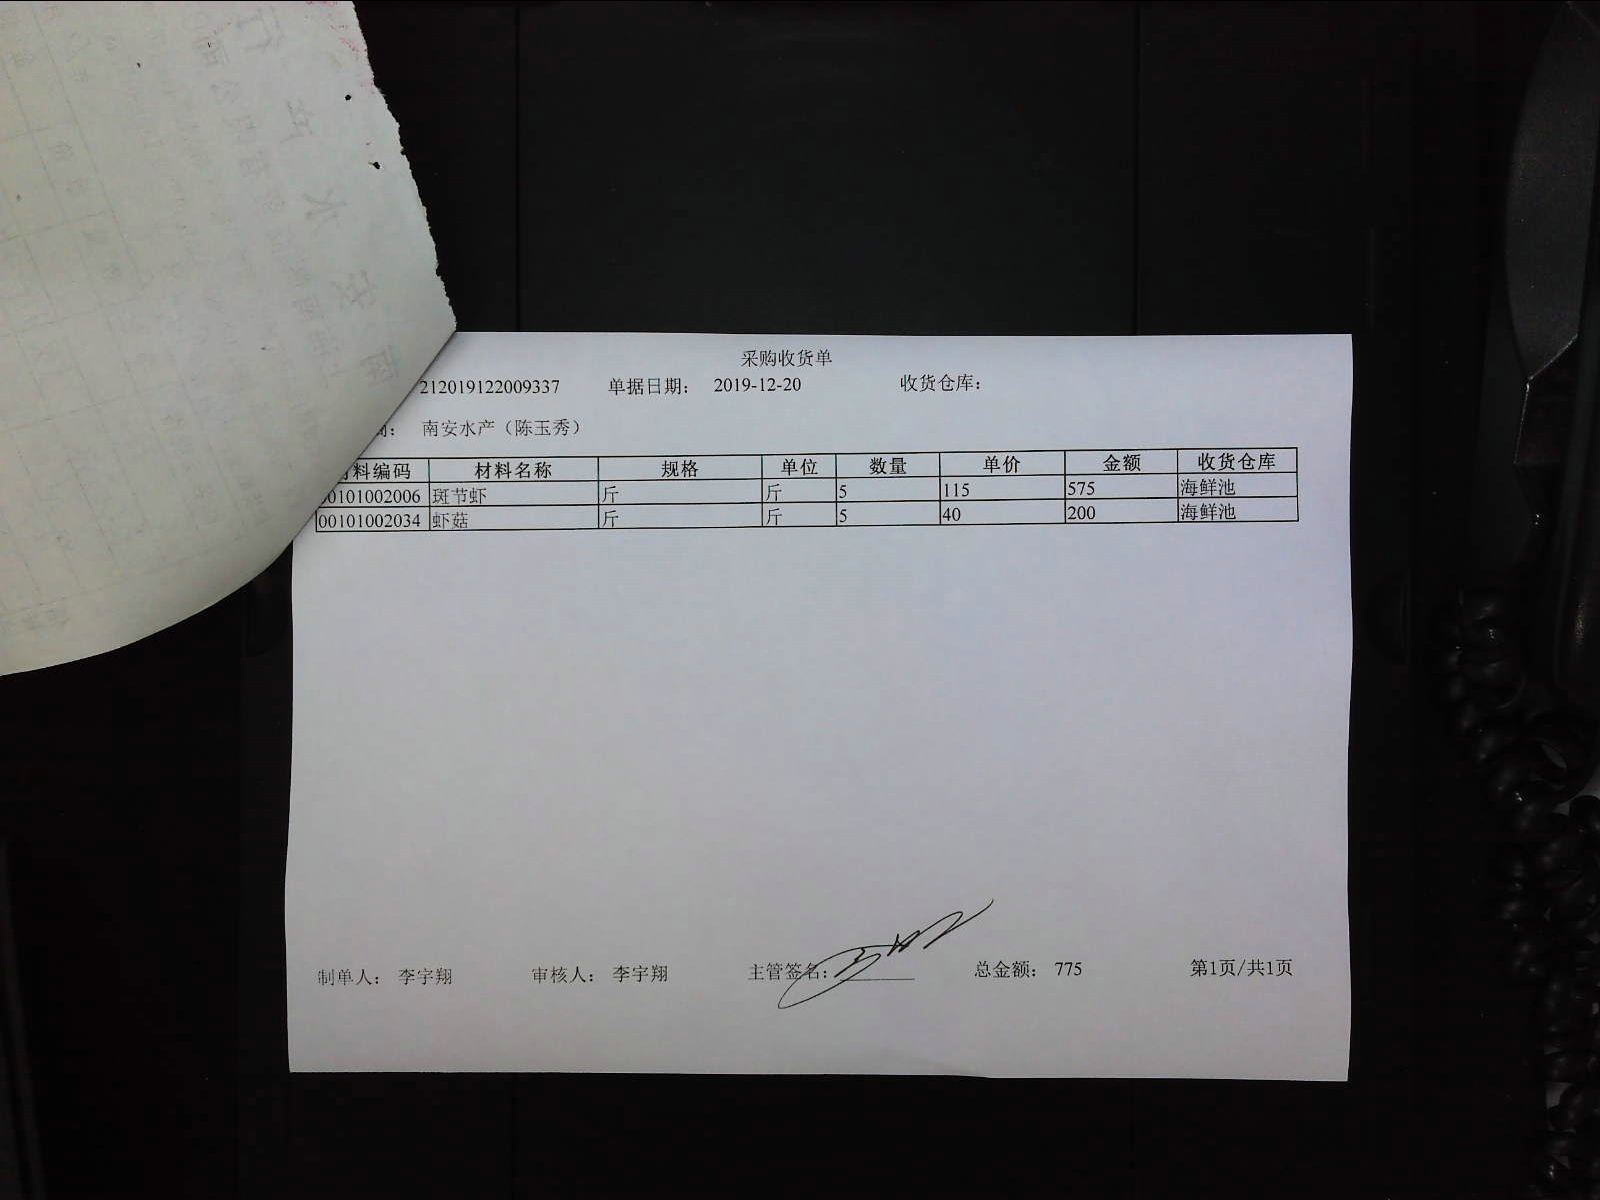 采购收货单
212019122009337 单据日期： 2019-12-20 收货仓库：
南安水产（陈玉秀）
料编码 材料名称 规格 单位 数量 单价 金额 收货仓库
00101002006 斑节虾 斤 斤 5 115 575 海鲜池
00101002034 虾菇 斤 斤 5 40 200 海鲜池
制单人： 李宇翔 审核人： 李宇翔 主管签名： 总金额： 775 第1页/共1页